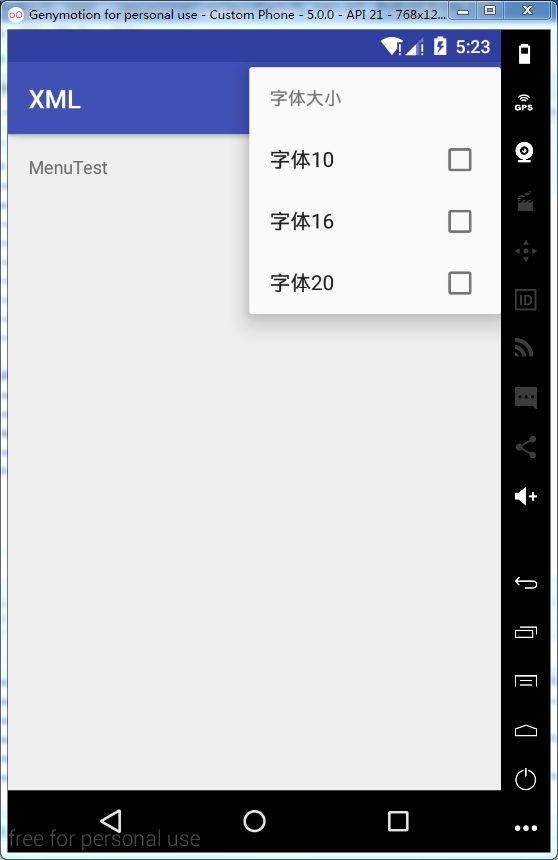 Genymotion for personal use - Custom Phone - 5.0.0 - API 21 - 768x12...
5:23
XML
字体大小
MenuTest
字体10
字体16
字体20
GPS
ID
free for personal use